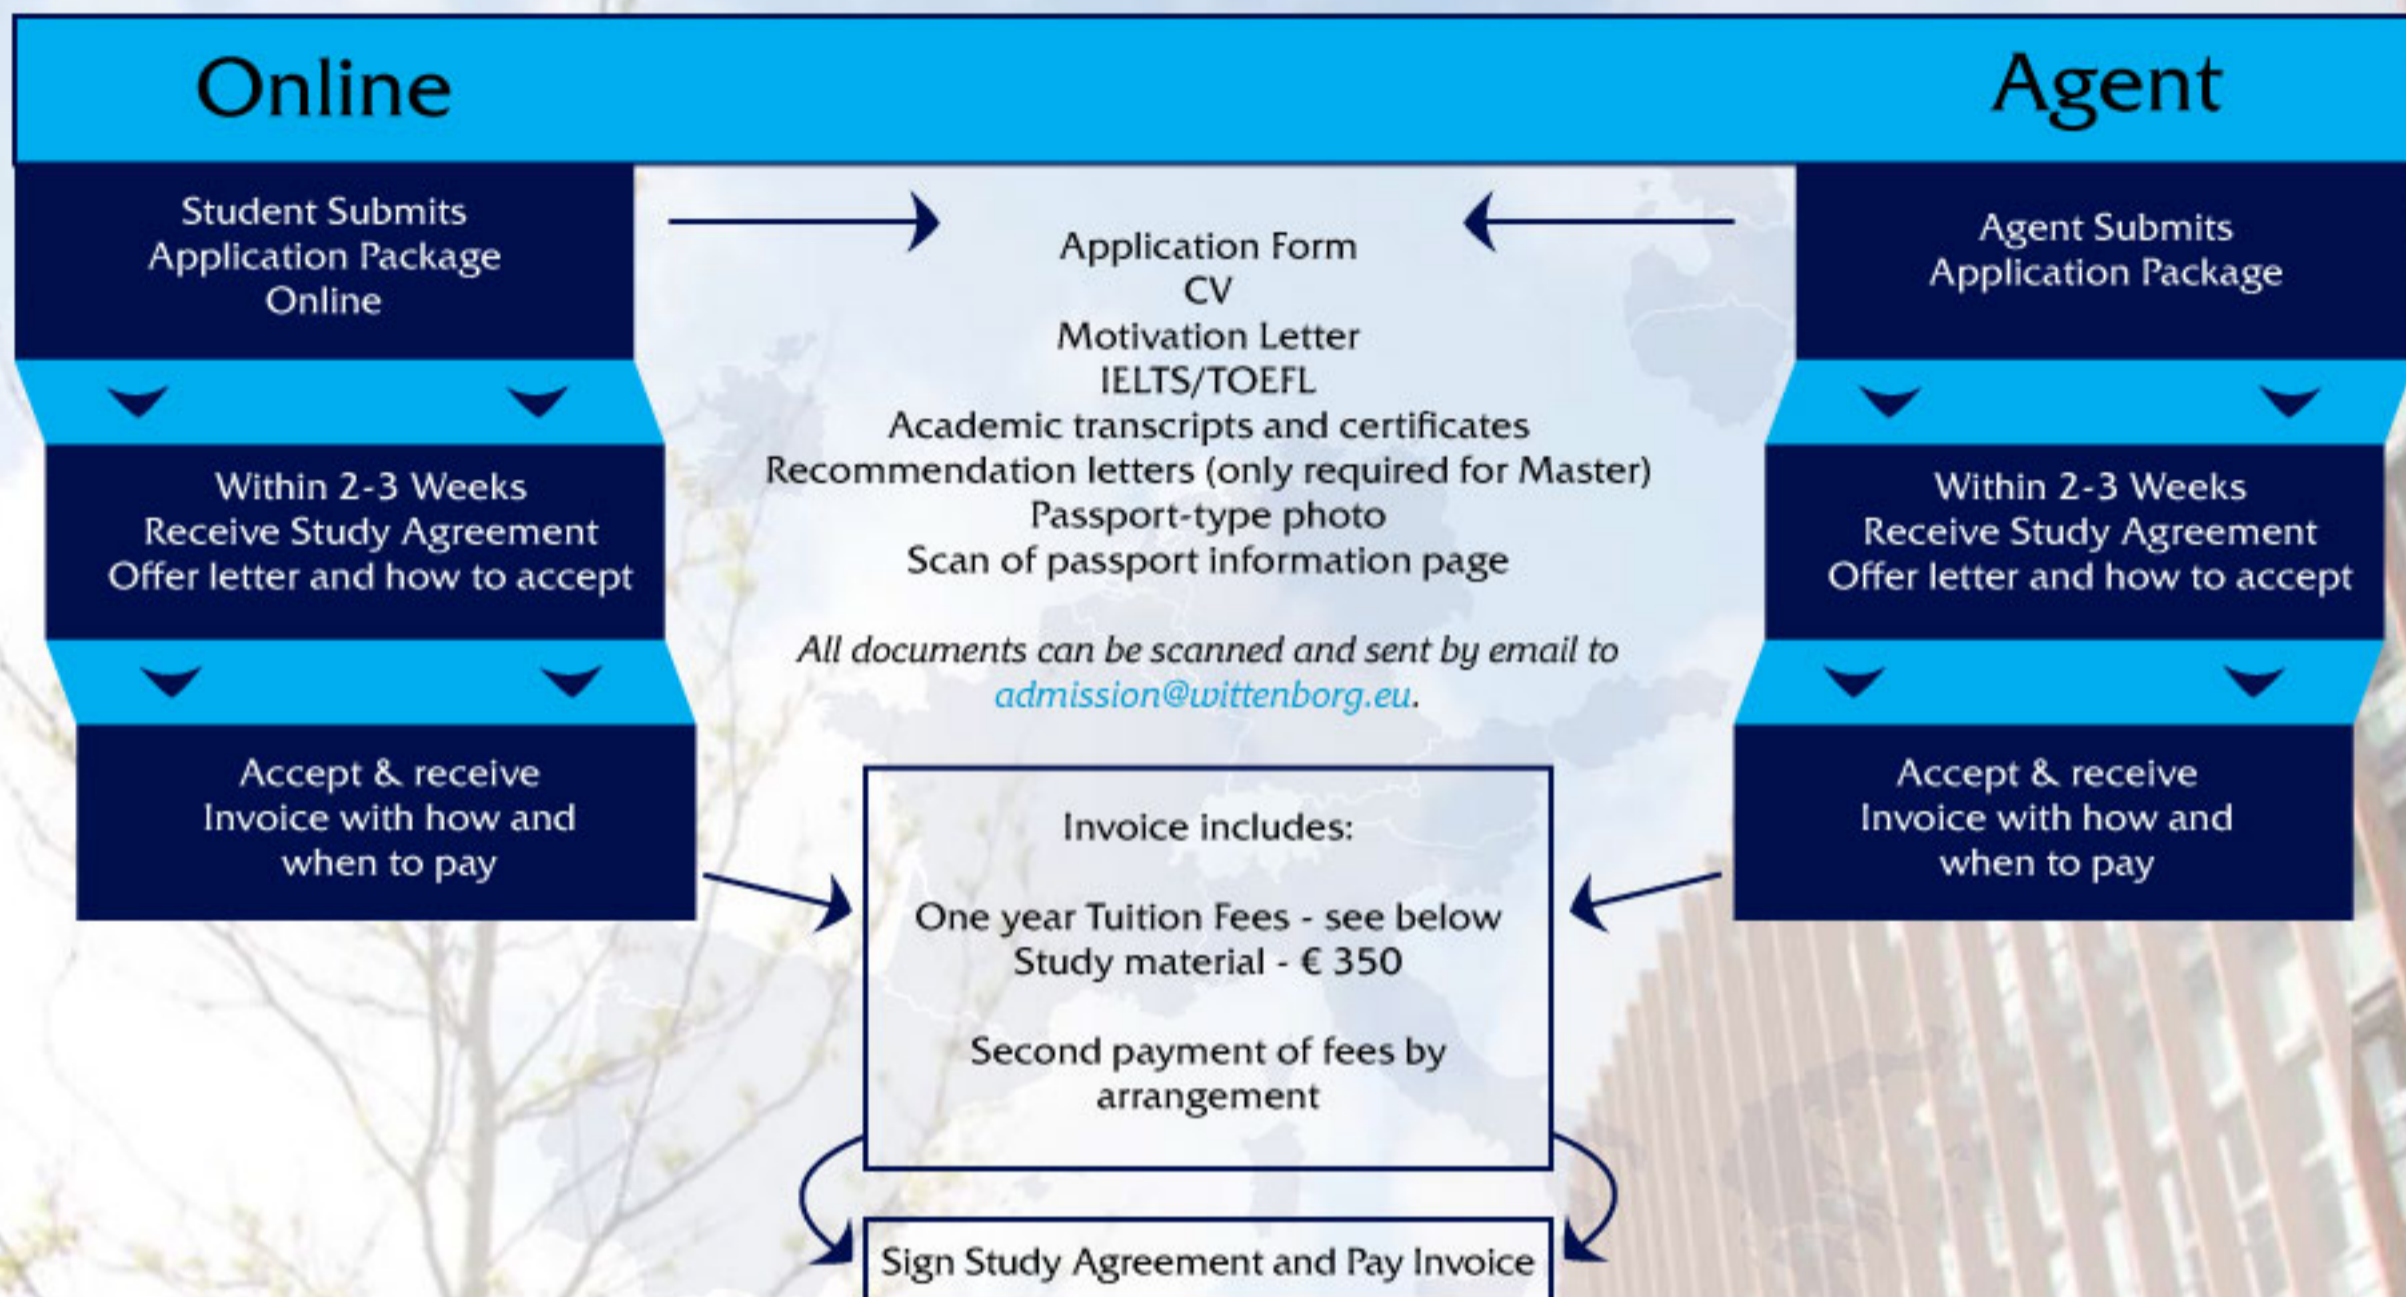 Online
Agent
Student Submits
Application Package
Online
Within 2-3 Weeks
Receive Study Agreement
Offer letter and how to accept
Accept & receive
Invoice with how and
when to pay
Application Form
CV
Motivation Letter
IELTS/TOEFL
Academic transcripts and certificates
Recommendation letters (only required for Master)
Passport-type photo
Scan of passport information page
All documents can be scanned and sent by email to
admission@wittenborg.eu.
Agent Submits
Application Package
Within 2-3 Weeks
Receive Study Agreement
Offer letter and how to accept
Accept & receive
Invoice with how and
when to pay
Invoice includes:
One year Tuition Fees - see below
Study material - € 350
Second payment of fees by
arrangement
Sign Study Agreement and Pay Invoice